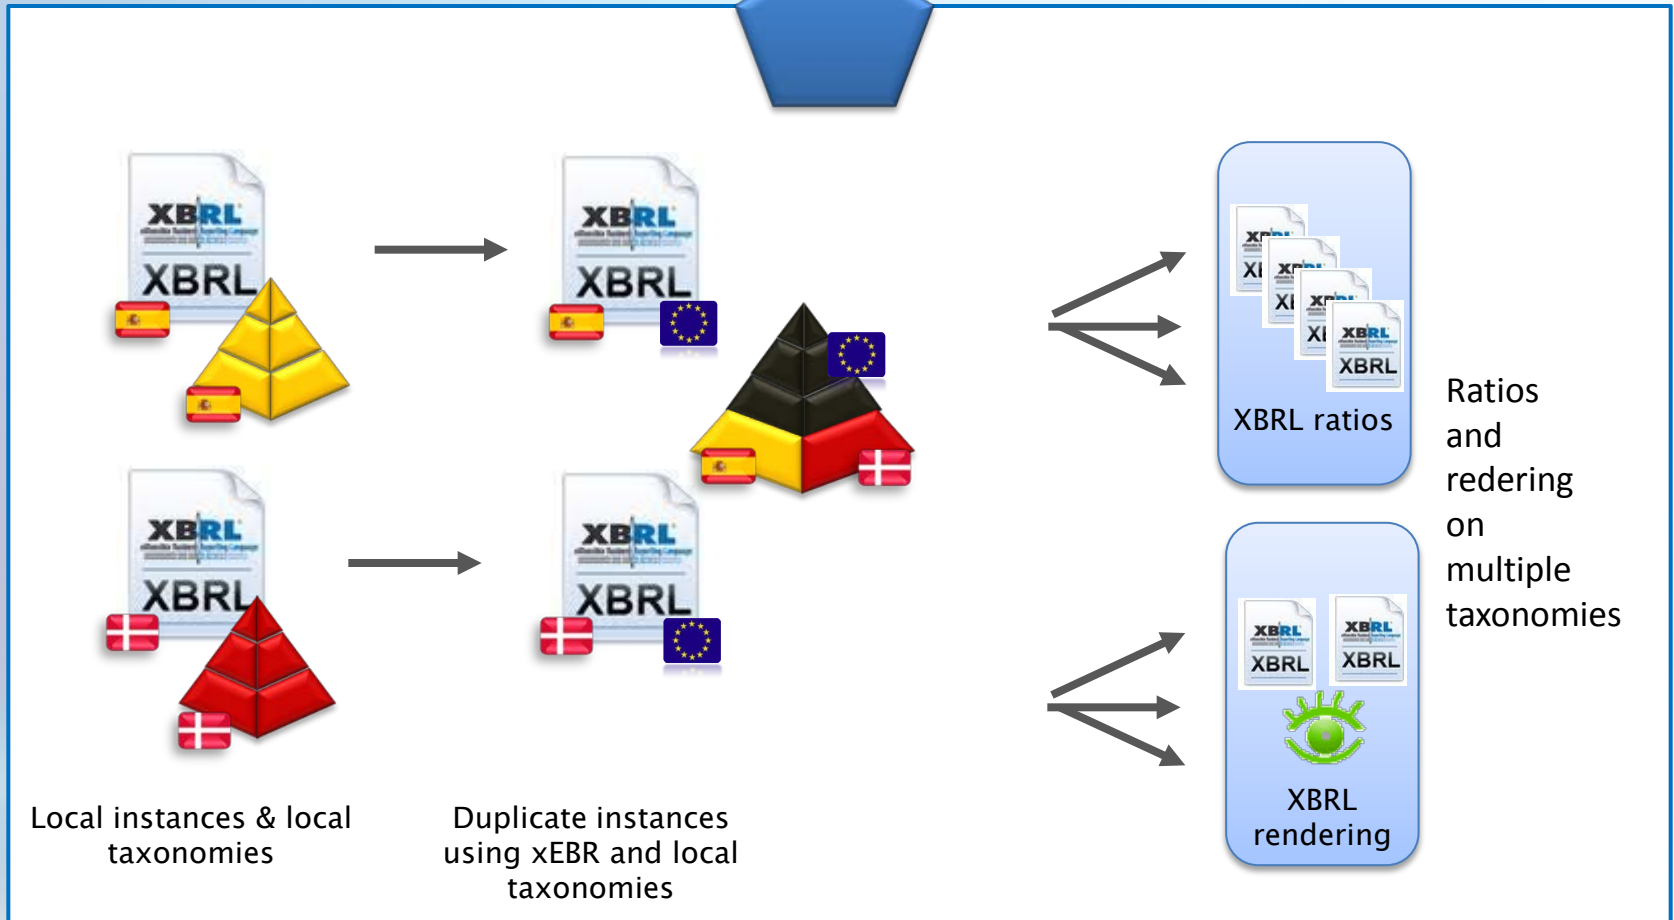 XBRL
XBRL
XBRL
XBRL
XBRL
XBRL
XBRL
XBRL
XBRL
XBRL
XBRL ratios
Ratios
and
redering
on
multiple
taxonomies
XBRL
XBRL
XBRL
XBRL
XBRL
rendering
Local instances & local
taxonomies
Duplicate instances
using xEBR and local
taxonomies